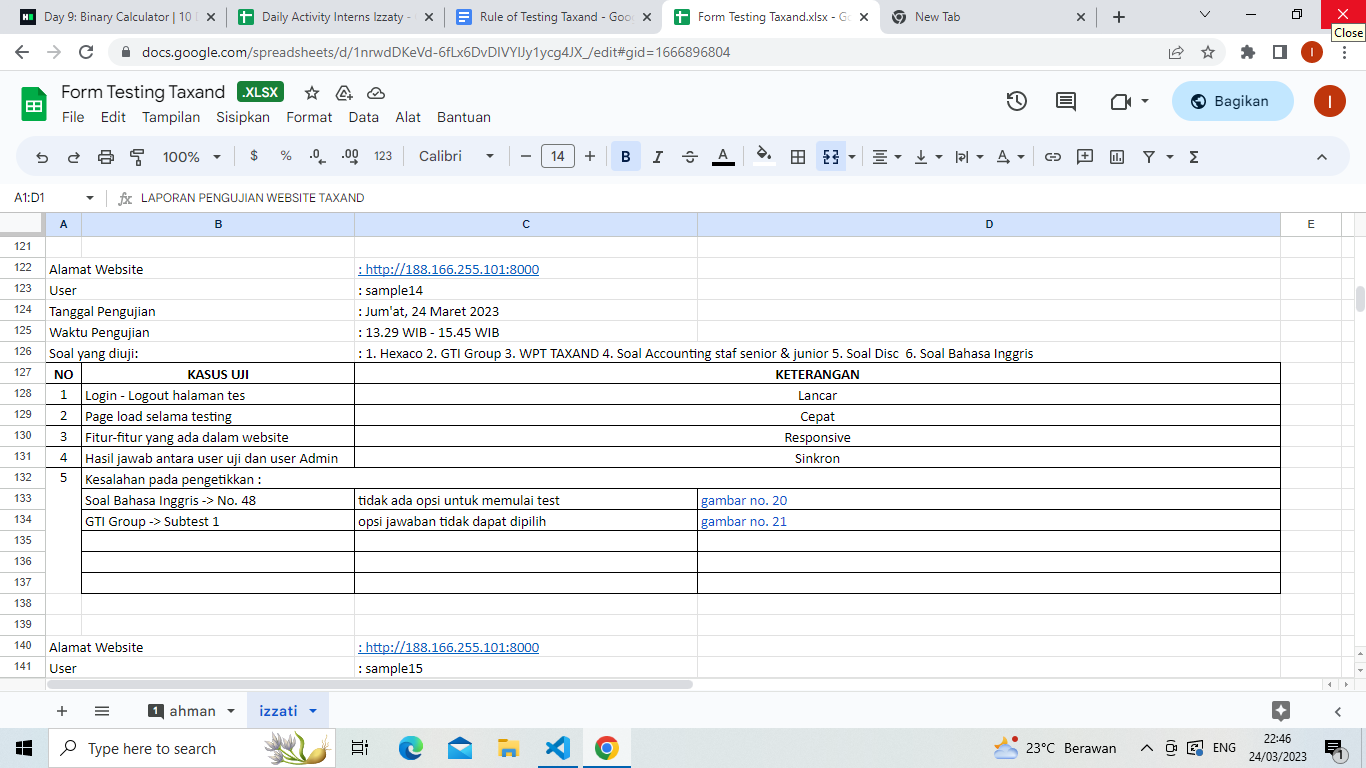 Day 9: Binary Calculator | 10
Daily Activity Interns Izzaty -
Rule of Testing Taxand - Goo
Form Testing Taxand.xlsx - Go
New Tab
Close
docs.google.com/spreadsheets/d/1nrwdDKeVd-6fLx6DvDIVYIJy1ycg4JX_/edit#gid=1666896804
I
Form Testing Taxand .XLSX
File Edit Tampilan Sisipkan Format Data Alat Bantuan
Bagikan
I
100% $ % .0 .00 123 Calibri 14 B I A
A1:D1 fx LAPORAN PENGUJIAN WEBSITE TAXAND
A B C D E
121
122 Alamat Website : http://188.166.255.101:8000
123 User : sample14
124 Tanggal Pengujian : Jum'at, 24 Maret 2023
125 Waktu Pengujian : 13.29 WIB - 15.45 WIB
126 Soal yang diuji: : 1. Hexaco 2. GTI Group 3. WPT TAXAND 4. Soal Accounting staf senior & junior 5. Soal Disc 6. Soal Bahasa Inggris
127 NO KASUS UJI KETERANGAN
128 1 Login - Logout halaman tes Lancar
129 2 Page load selama testing Cepat
130 3 Fitur-fitur yang ada dalam website Responsive
131 4 Hasil jawab antara user uji dan user Admin Sinkron
132 5 Kesalahan pada pengetikkan :
133 Soal Bahasa Inggris -> No. 48 tidak ada opsi untuk memulai test gambar no. 20
134 GTI Group -> Subtest 1 opsi jawaban tidak dapat dipilih gambar no. 21
135
136
137
138
139
140 Alamat Website : http://188.166.255.101:8000
141 User : sample15
1 ahman izzati
Type here to search
23°C Berawan
ENG
22:46
24/03/2023
1